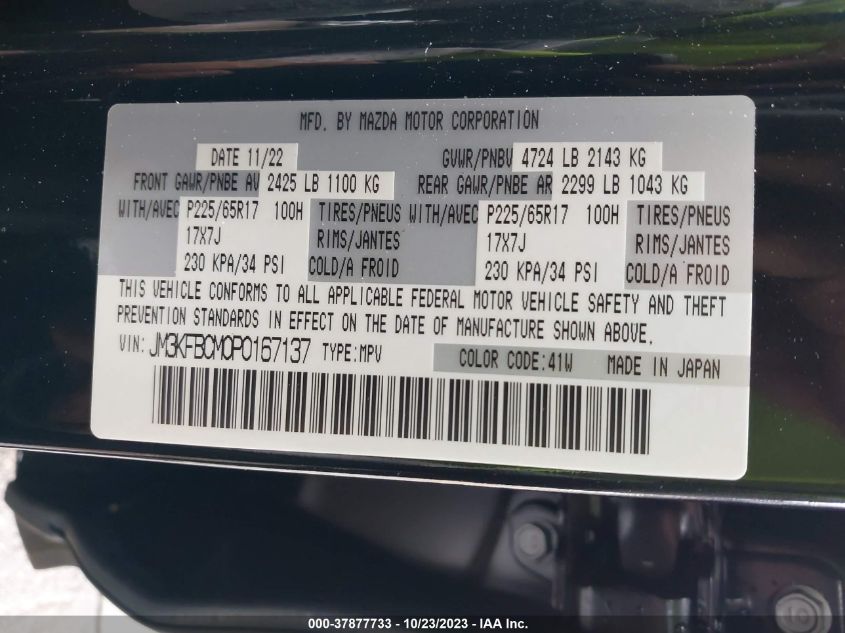 MFD. BY MAZDA MOTOR CORPORATION
DATE 11/22 GVWR/PNBV 4724 LB 2143 KG
FRONT GAWR/PNBE AV 2425 LB 1100 KG REAR GAWR/PNBE AR 2299 LB 1043 KG
WITH/AVEC P225/65R17 100H TIRES/PNEUS WITH/AVEC P225/65R17 100H TIRES/PNEUS
17X7J RIMS/JANTES 17X7J RIMS/JANTES
230 KPA/34 PSI COLD/A FROID 230 KPA/34 PSI COLD/A FROID
THIS VEHICLE CONFORMS TO ALL APPLICABLE FEDERAL MOTOR VEHICLE SAFETY AND THEFT
PREVENTION STANDARDS IN EFFECT ON THE DATE OF MANUFACTURE SHOWN ABOVE.
VIN: JM3KFBCM0P0167137 TYPE:MPV COLOR CODE:41W MADE IN JAPAN
000-37877733 - 10/23/2023 - IAA Inc.